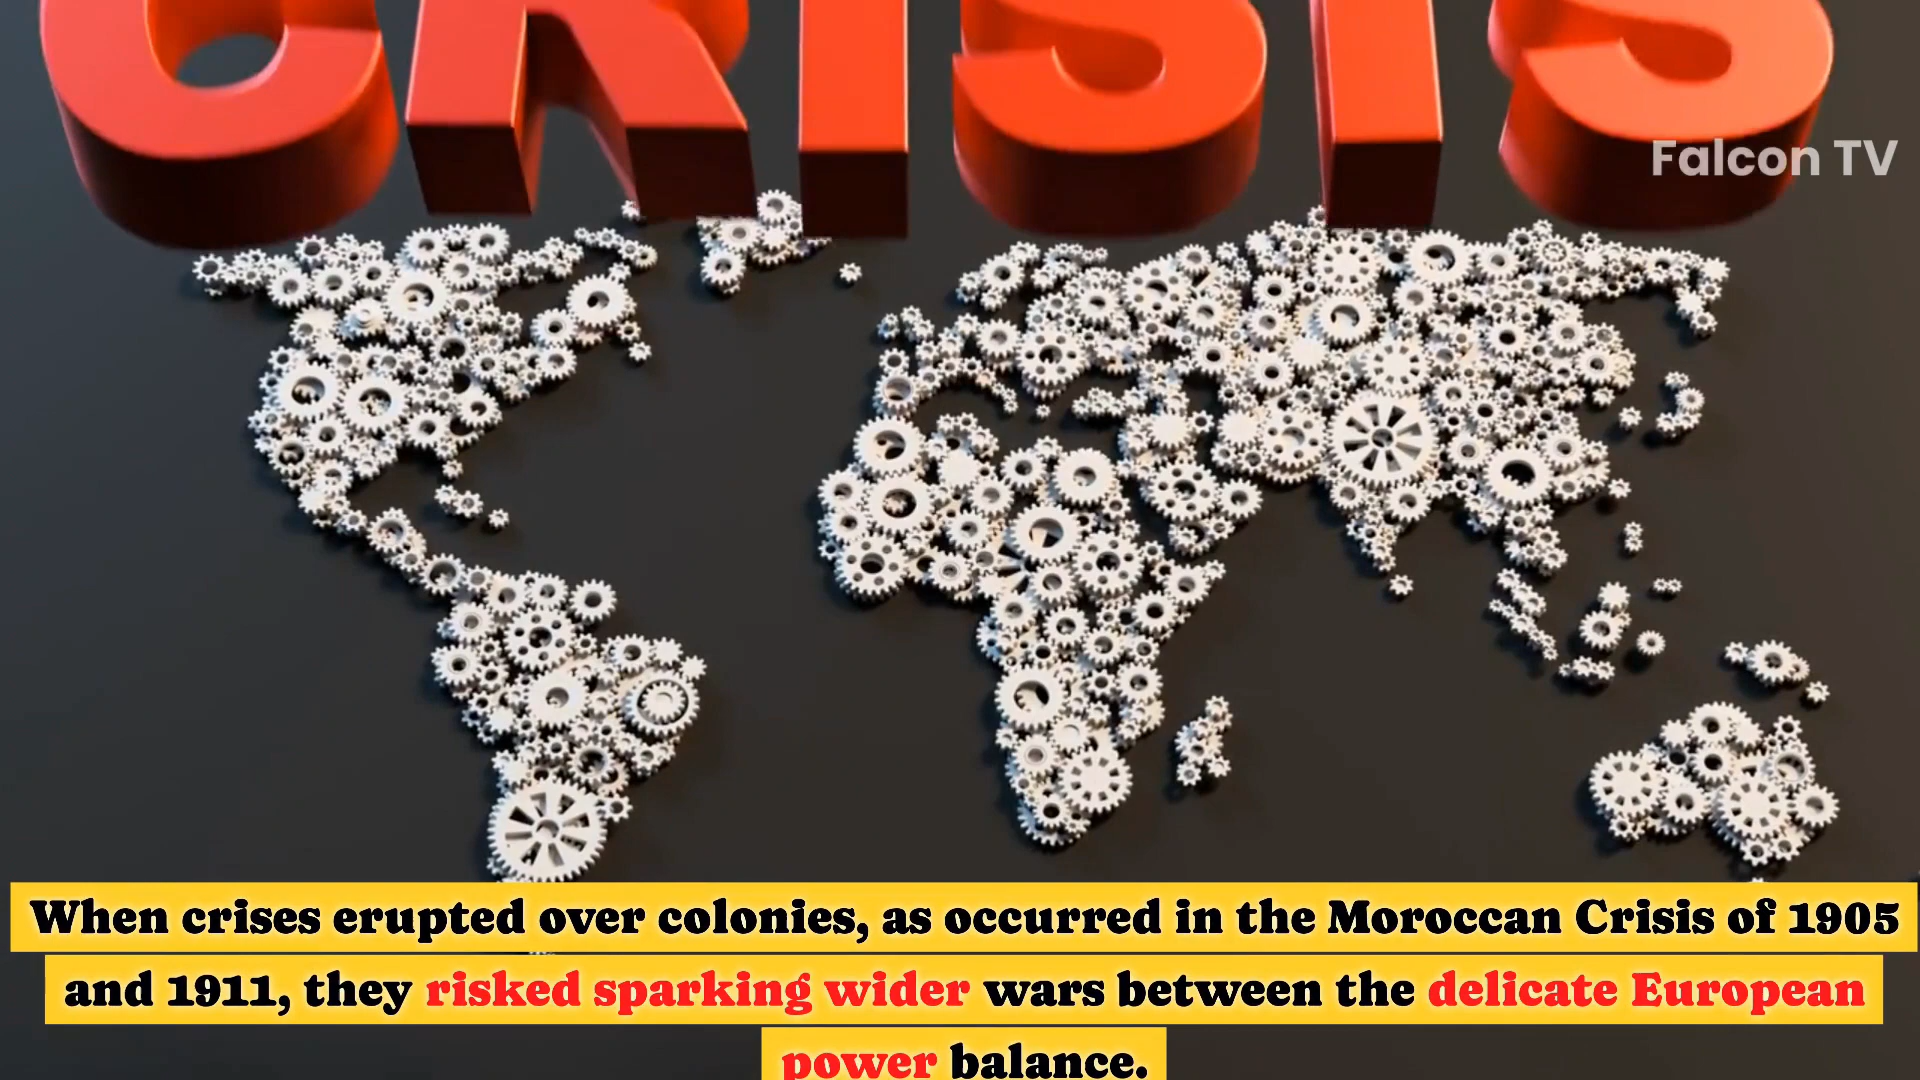 CRISIS
Falcon TV
When crises erupted over colonies, as occurred in the Moroccan Crisis of 1905
and 1911, they risked sparking wider wars between the delicate European
power balance.